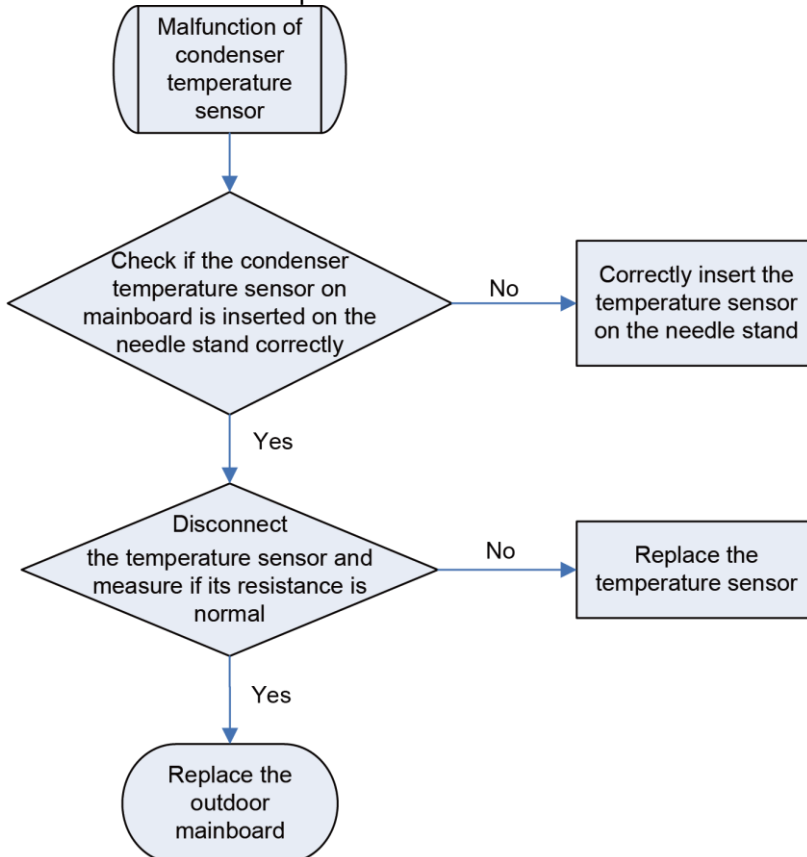 Malfunction of
condenser
temperature
sensor
Check if the condenser
temperature sensor on
mainboard is inserted on the
needle stand correctly
No
Correctly insert the
temperature sensor
on the needle stand
Yes
Disconnect
the temperature sensor and
measure if its resistance is
normal
No
Replace the
temperature sensor
Yes
Replace the
outdoor
mainboard